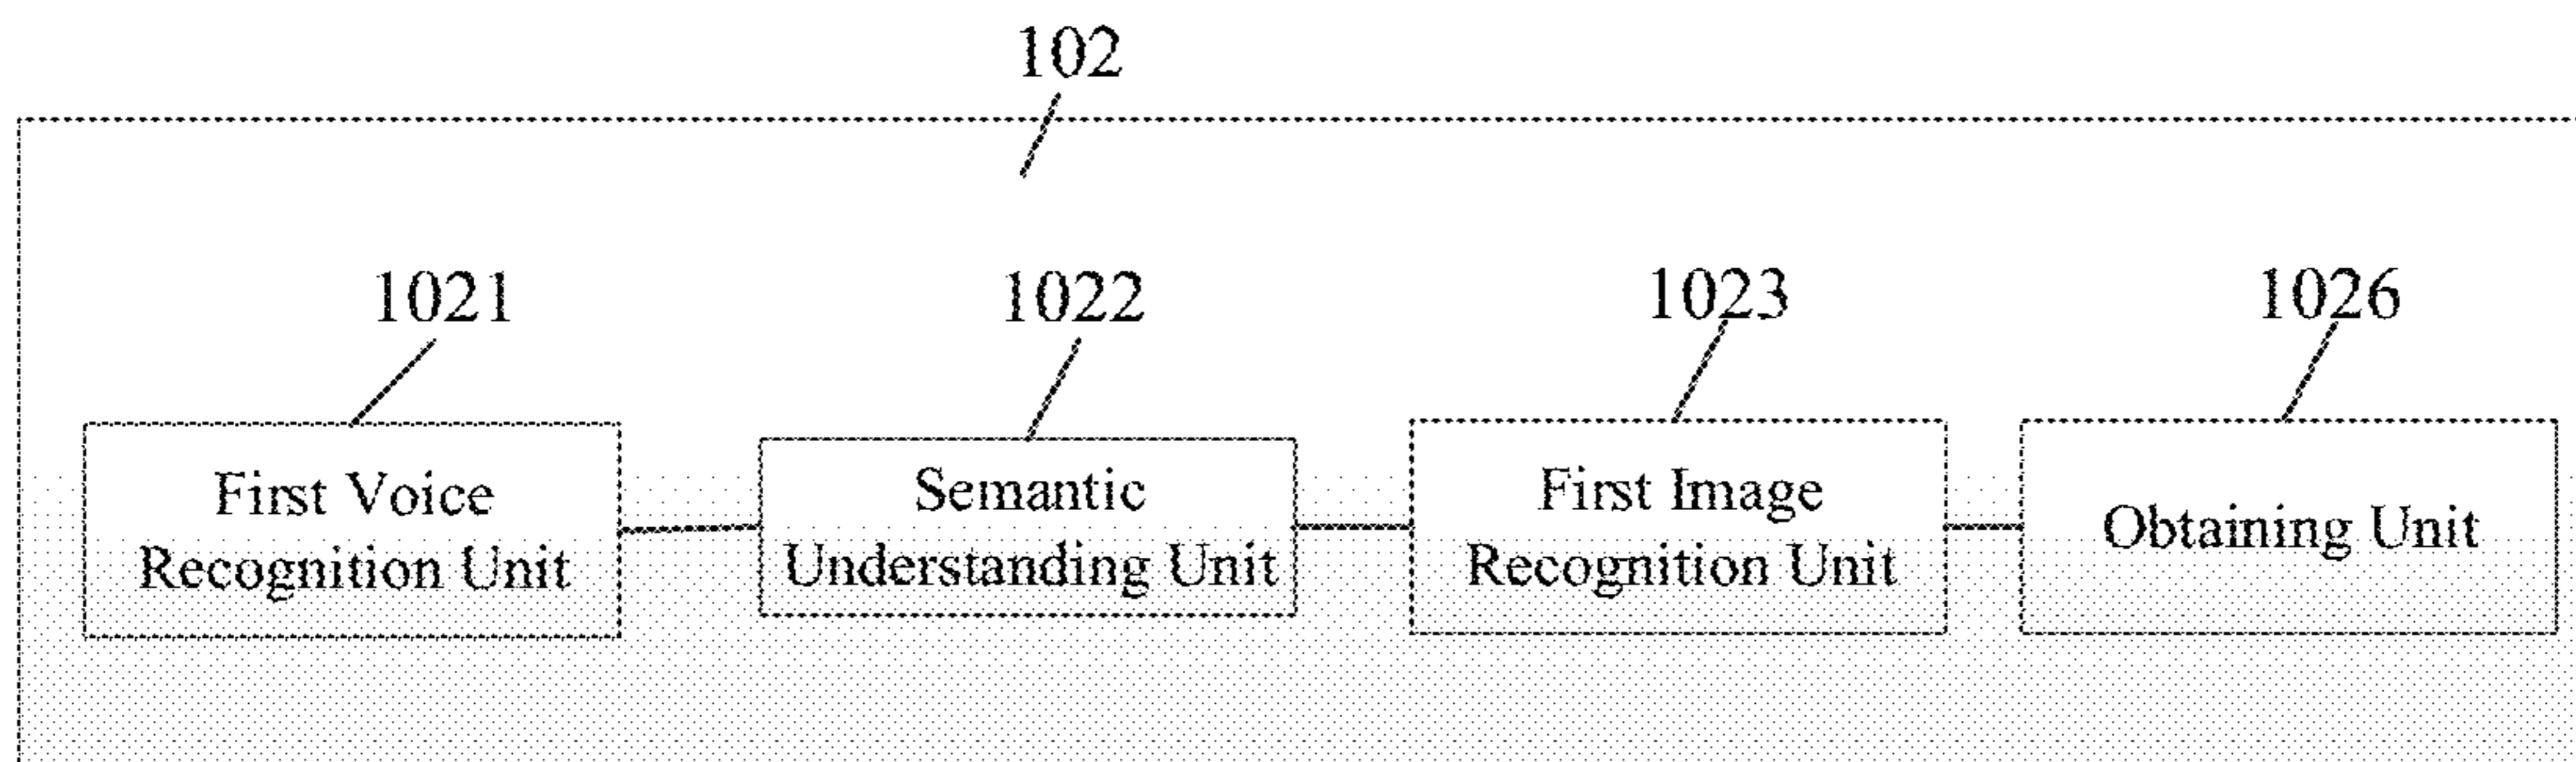 102
1021
1022
1023
1026
First Voice
Recognition Unit
Semantic
Understanding Unit
First Image
Recognition Unit
Obtaining Unit